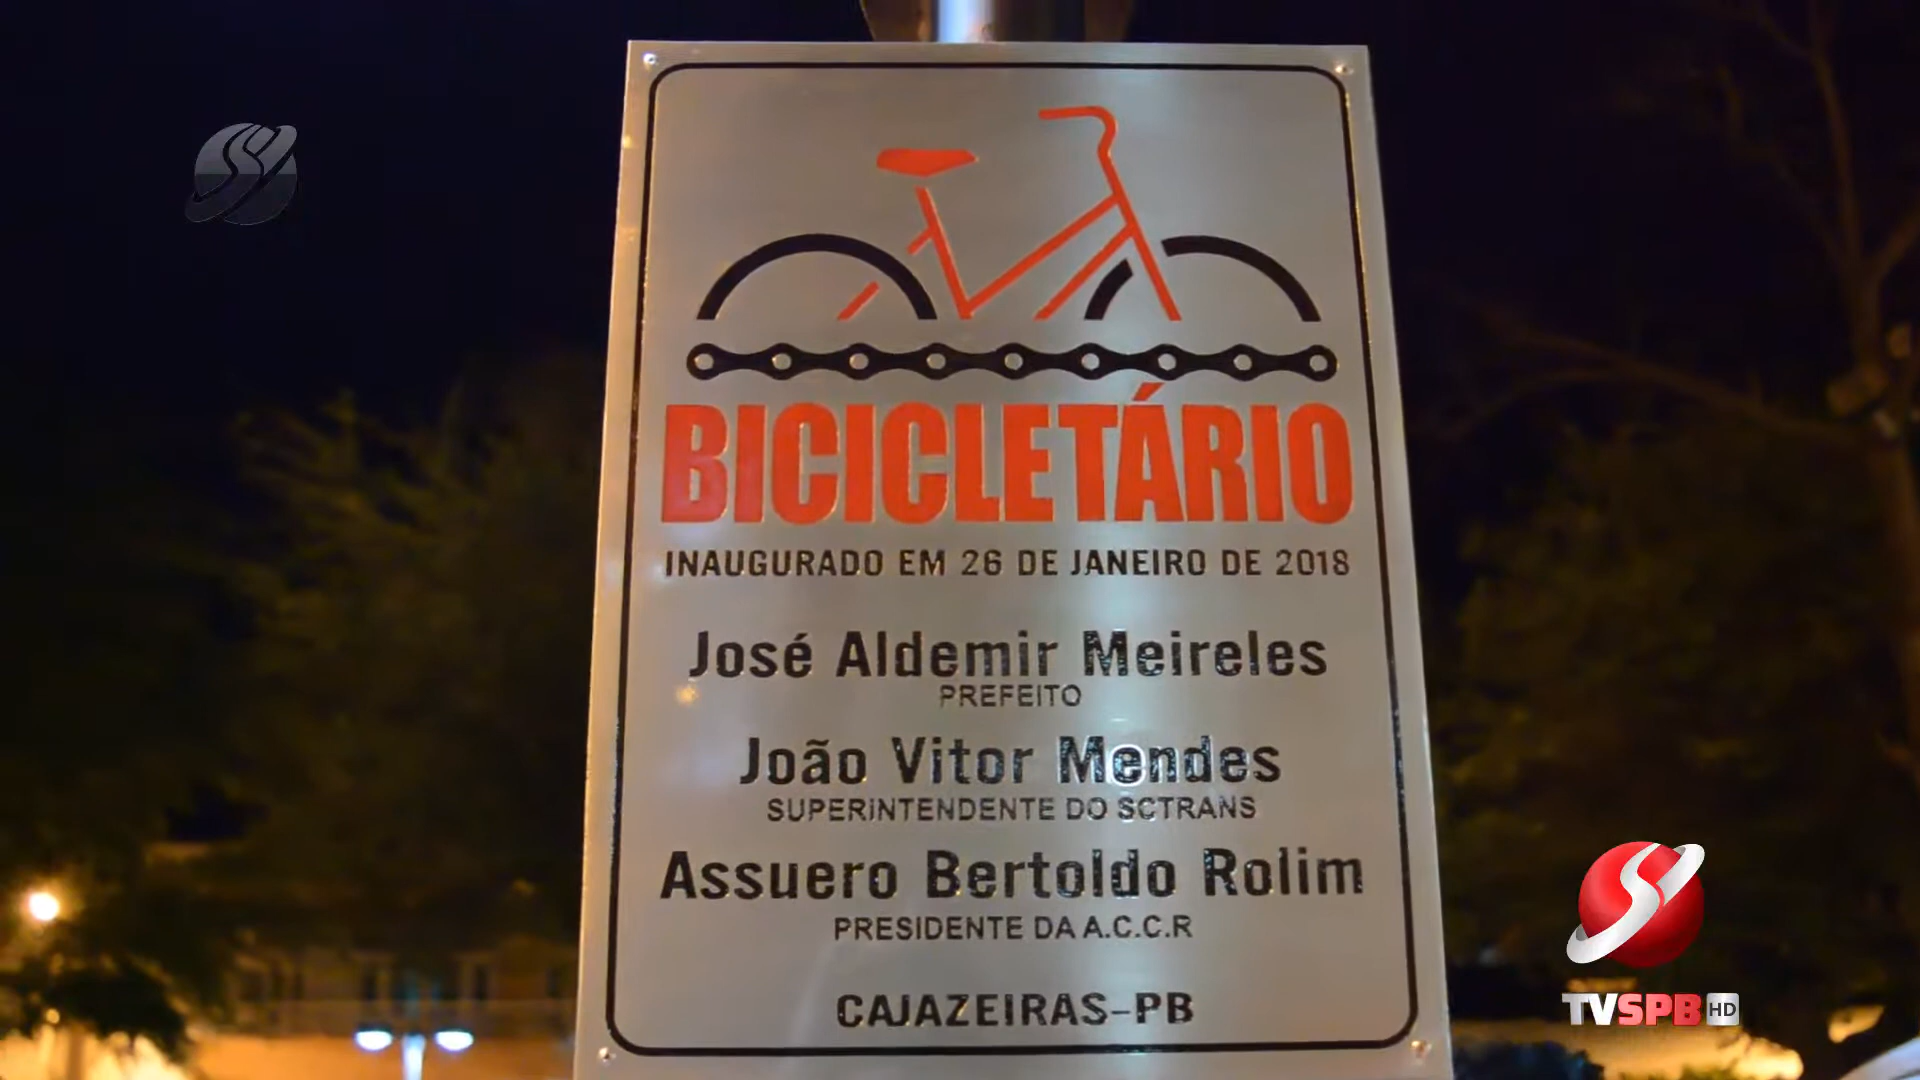 BICICLETÁRIO
INAUGURADO EM 26 DE JANEIRO DE 2018
José Aldemir Meireles
PREFEITO
João Vitor Mendes
SUPERINTENDENTE DO SCTRANS
Assuero Bertoldo Rolim
PRESIDENTE DA A.C.C.R
CAJAZEIRAS-PB
TVSPB HD